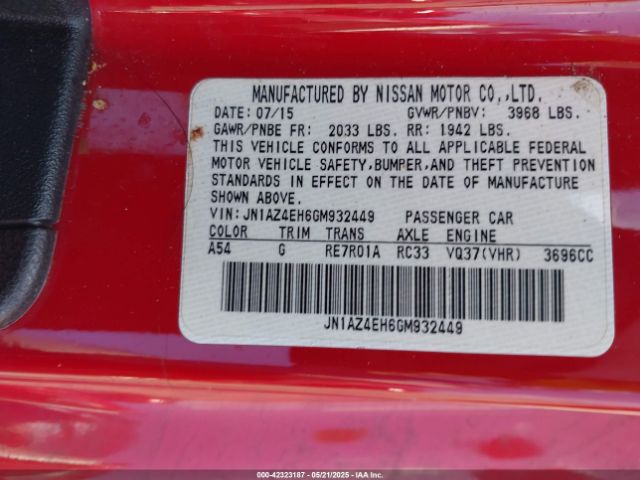 MANUFACTURED BY NISSAN MOTOR CO.,LTD.
DATE: 07/15 GVWR/PNBV: 3968 LBS.
GAWR/PNBE FR: 2033 LBS. RR: 1942 LBS.
THIS VEHICLE CONFORMS TO ALL APPLICABLE FEDERAL
MOTOR VEHICLE SAFETY,BUMPER,AND THEFT PREVENTION
STANDARDS IN EFFECT ON THE DATE OF MANUFACTURE
SHOWN ABOVE.
VIN: JN1AZ4EH6GM932449 PASSENGER CAR
COLOR TRIM TRANS AXLE ENGINE
A54 G RE7R01A RC33 VQ37(VHR) 3696CC
JN1AZ4EH6GM932449
000-42323187 - 05/21/2025 - IAAI.COM